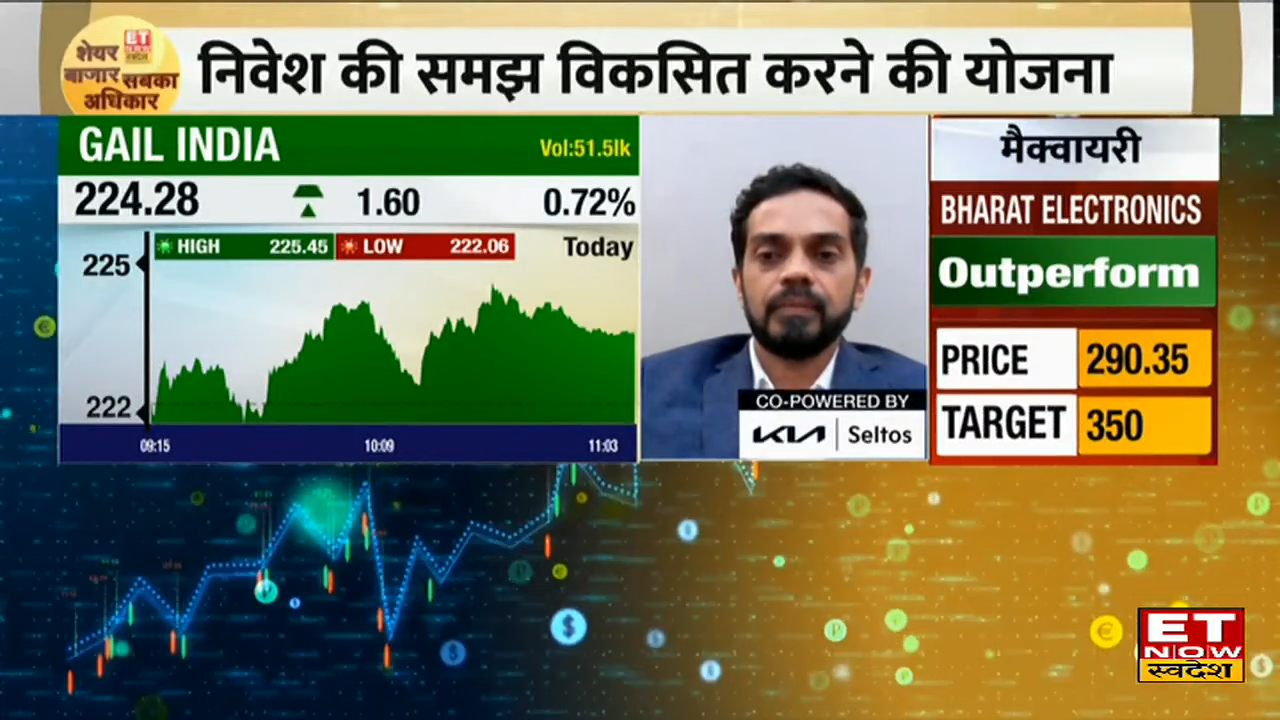 शेयर
ET
NOW
स्वदेश
बाजार सबका
अधिकार
निवेश की समझ विकसित करने की योजना
GAIL INDIA
Vol:51.5lk
224.28
1.60
0.72%
HIGH 225.45
LOW 222.06
Today
225
222
09:15
10:09
11:03
CO-POWERED BY
KIA Seltos
मैक्वायरी
BHARAT ELECTRONICS
Outperform
PRICE 290.35
TARGET 350
ET
NOW
स्वदेश